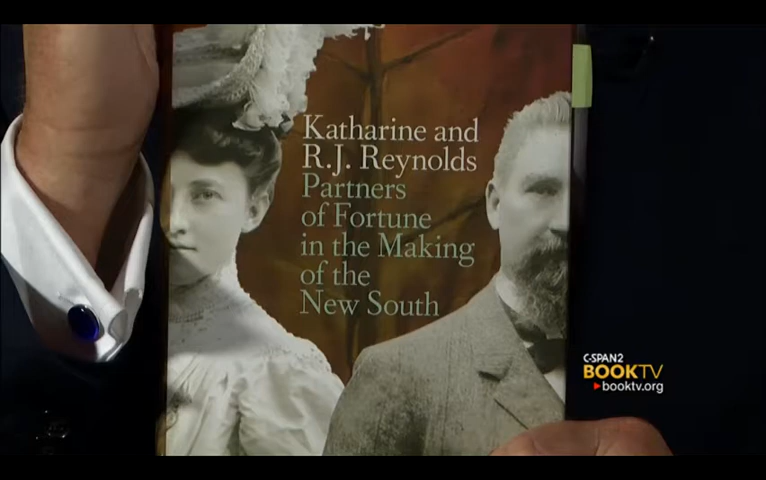 Katharine and
R.J. Reynolds
Partners
of Fortune
in the Making
of the
New South
C-SPAN2
BOOKTV
booktv.org